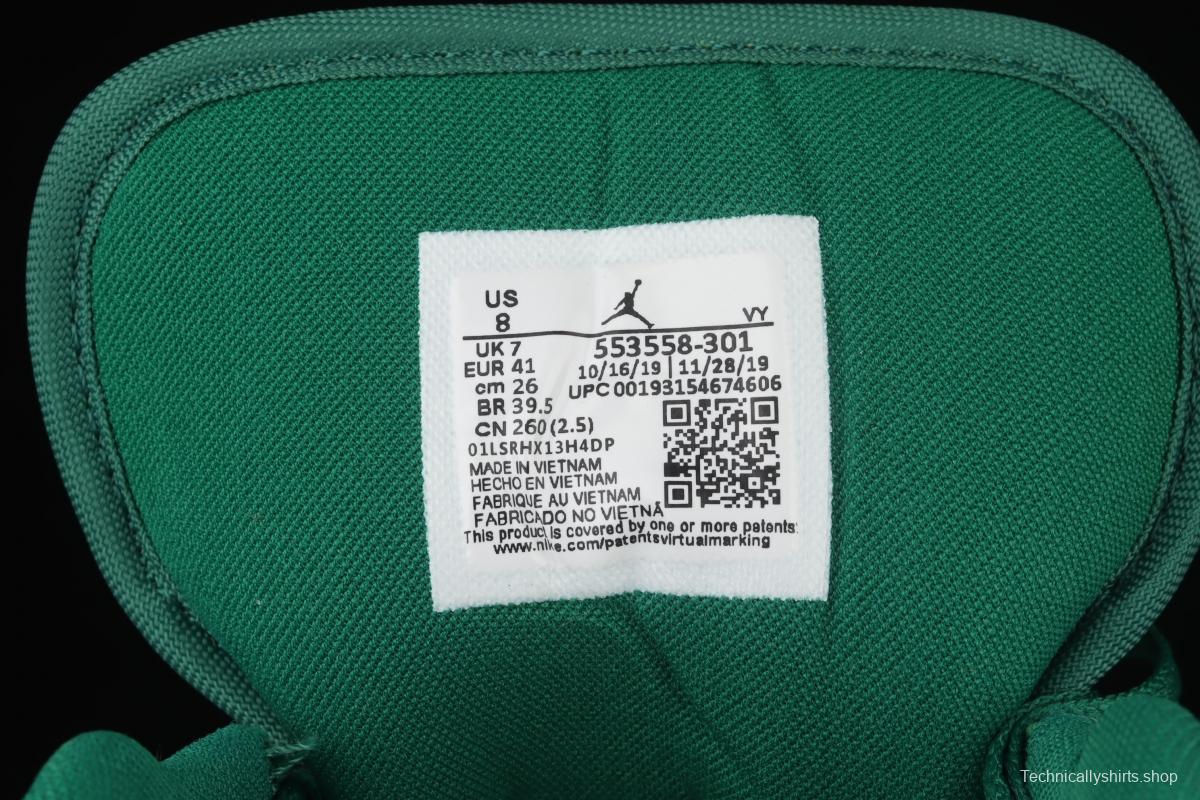 US
8
VY
UK 7
EUR 41
cm 26
BR 39.5
CN 260(2.5)
553558-301
10/16/19 | 11/28/19
UPC 00193154674606
01LSRHX13H4DP
MADE IN VIETNAM
HECHO EN VIETNAM
FABRIQUE AU VIETNAM
FABRICADO NO VIETNÃ
This product is covered by one or more patents:
www.nike.com/patentsvirtualmarking
Technicallyshirts.shop